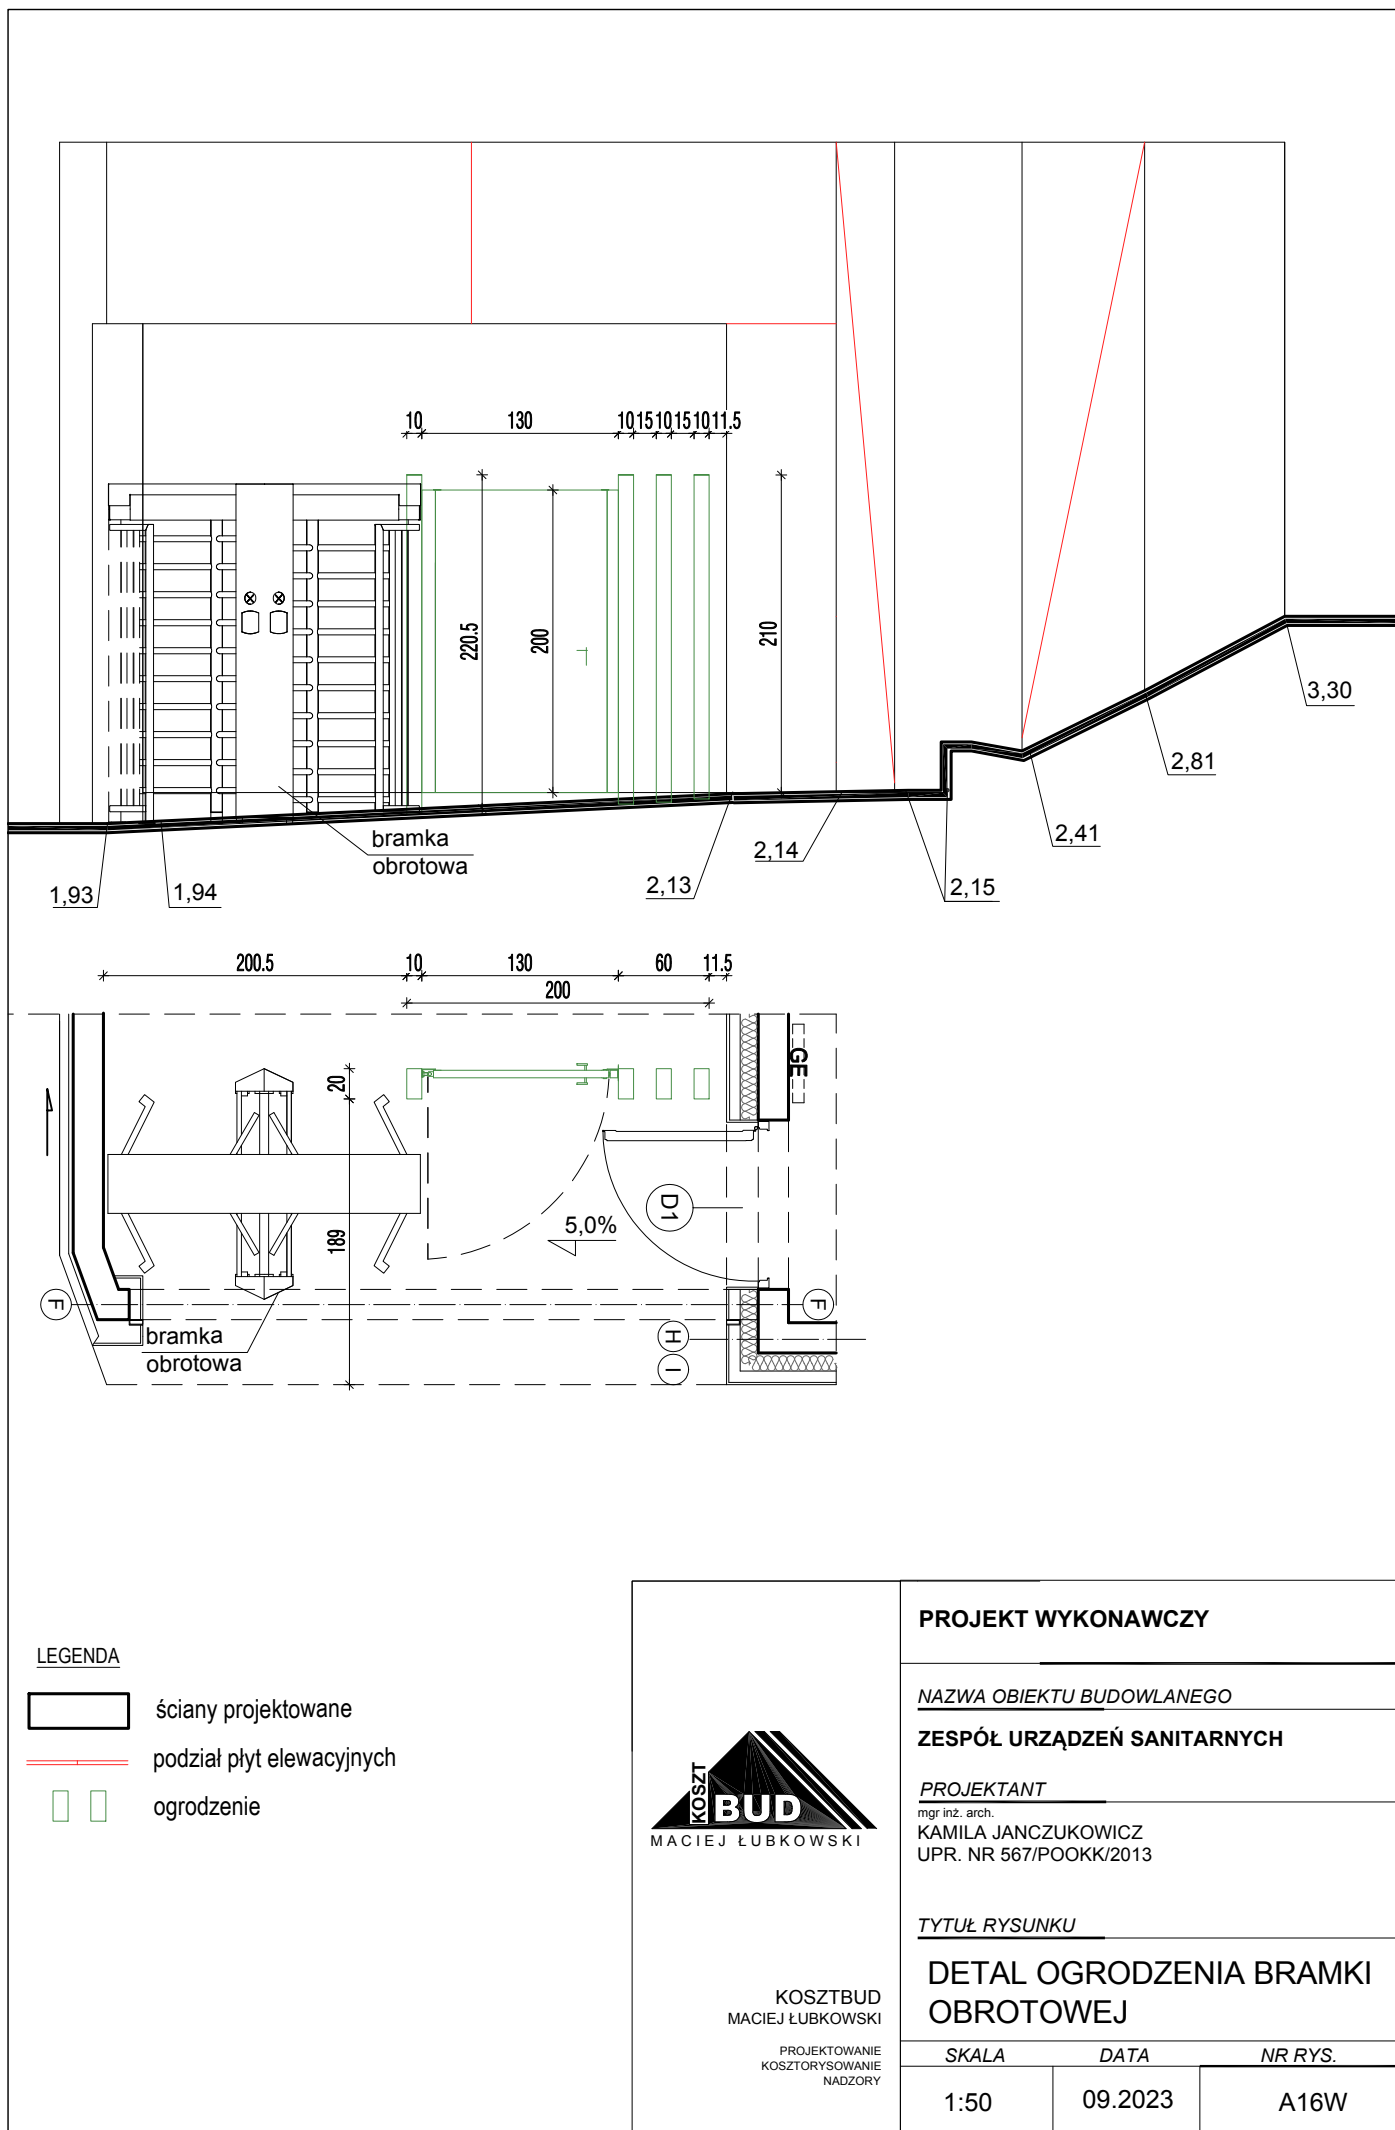 10 130 10 15 10 15 10 11.5
220.5
200
210
3,30
2,81
2,41
bramka
obrotowa
2,14
2,13
2,15
1,93
1,94
200.5 10 130 60 11.5
200
20
GE
189
D1
5,0%
F
F
bramka
obrotowa
H
I
LEGENDA
ściany projektowane
podział płyt elewacyjnych
ogrodzenie
KOSZT
BUD
MACIEJ ŁUBKOWSKI
KOSZTBUD
MACIEJ ŁUBKOWSKI
PROJEKTOWANIE
KOSZTORYSOWANIE
NADZORY
PROJEKT WYKONAWCZY
NAZWA OBIEKTU BUDOWLANEGO
ZESPÓŁ URZĄDZEŃ SANITARNYCH
PROJEKTANT
mgr inż. arch.
KAMILA JANCZUKOWICZ
UPR. NR 567/POOKK/2013
TYTUŁ RYSUNKU
DETAL OGRODZENIA BRAMKI
OBROTOWEJ
SKALA DATA NR RYS.
1:50 09.2023 A16W